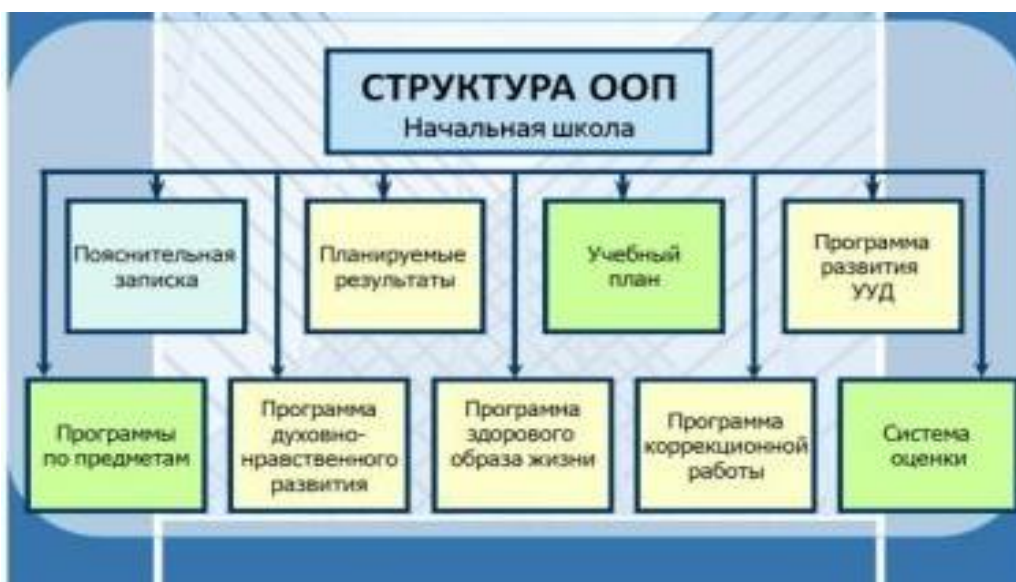 СТРУКТУРА ООП
Начальная школа
Пояснительная
записка
Планируемые
результаты
Учебный
план
Программа
развития
УУД
Программы
по предметам
Программа
духовно-
нравственного
развития
Программа
здорового
образа жизни
Программа
коррекционной
работы
Система
оценки